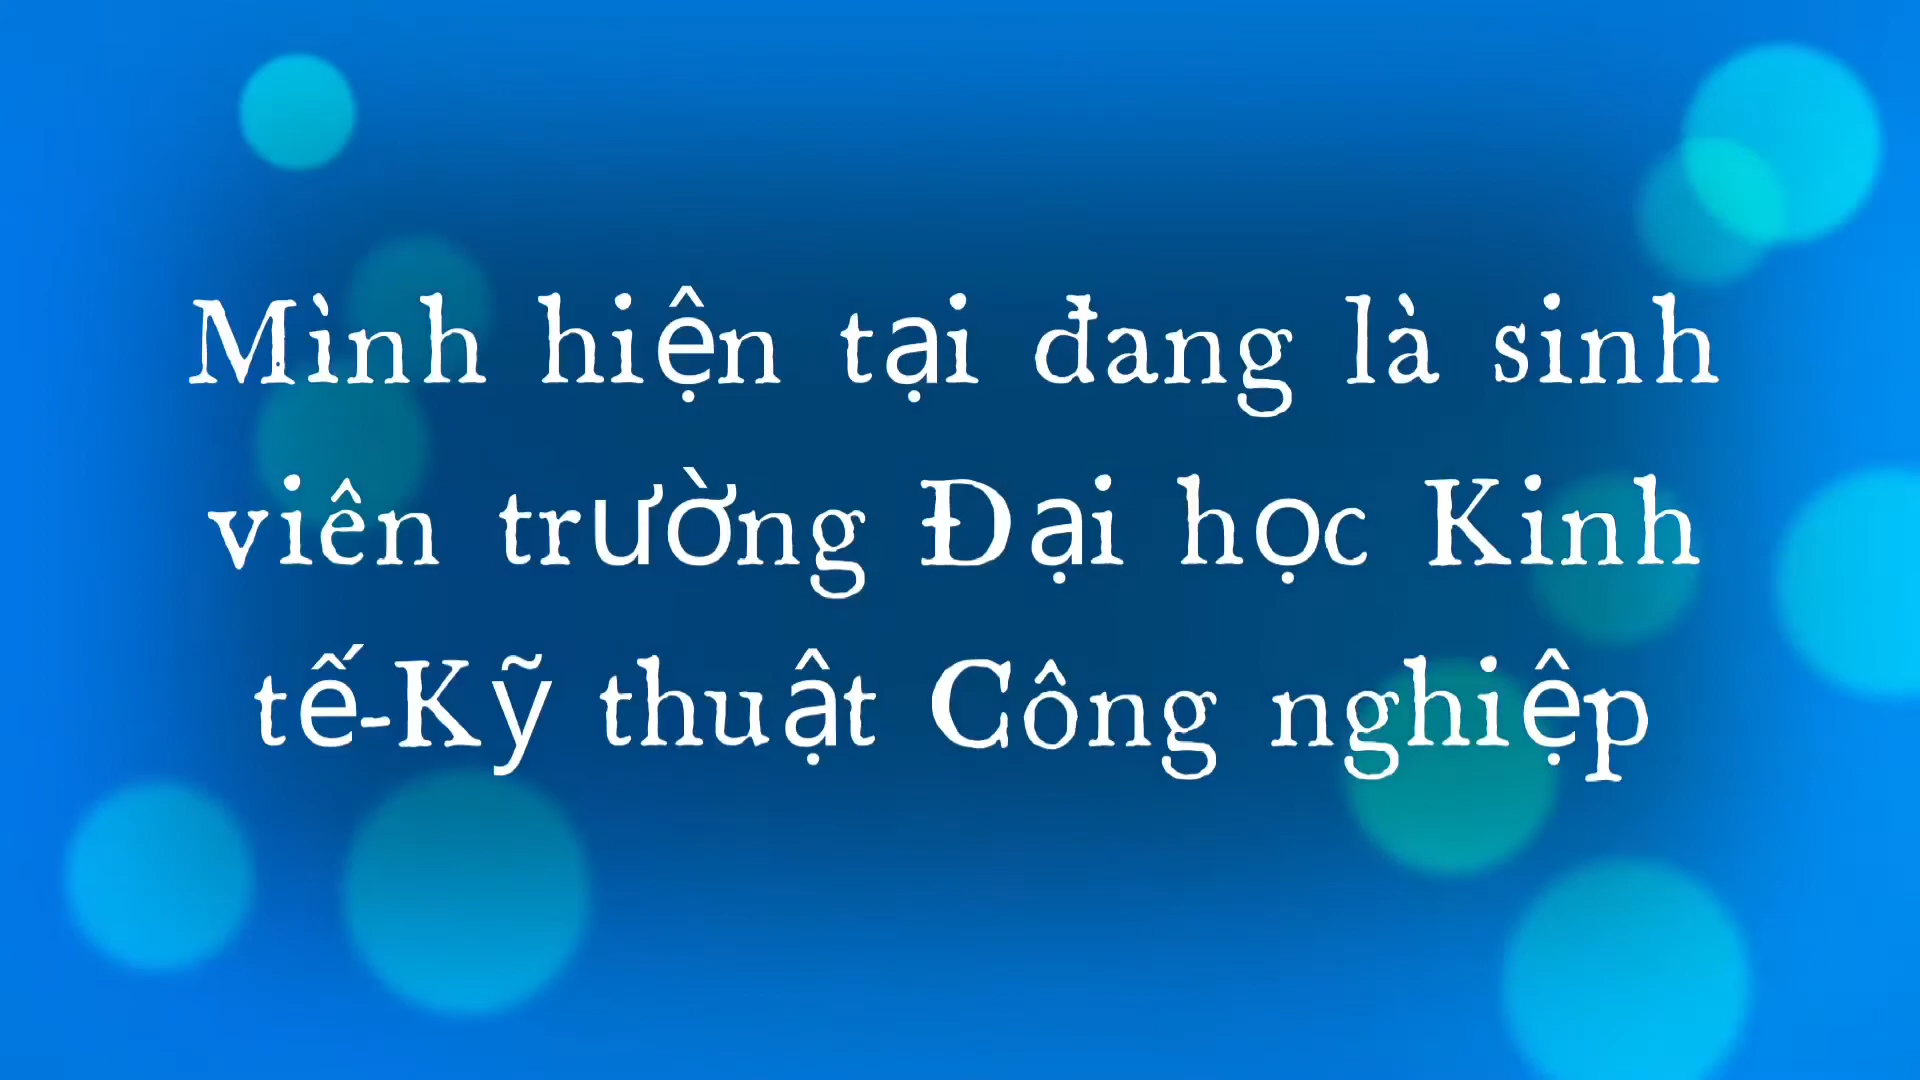 Mình hiện tại đang là sinh
viên trường Đại học Kinh
tế-Kỹ thuật Công nghiệp